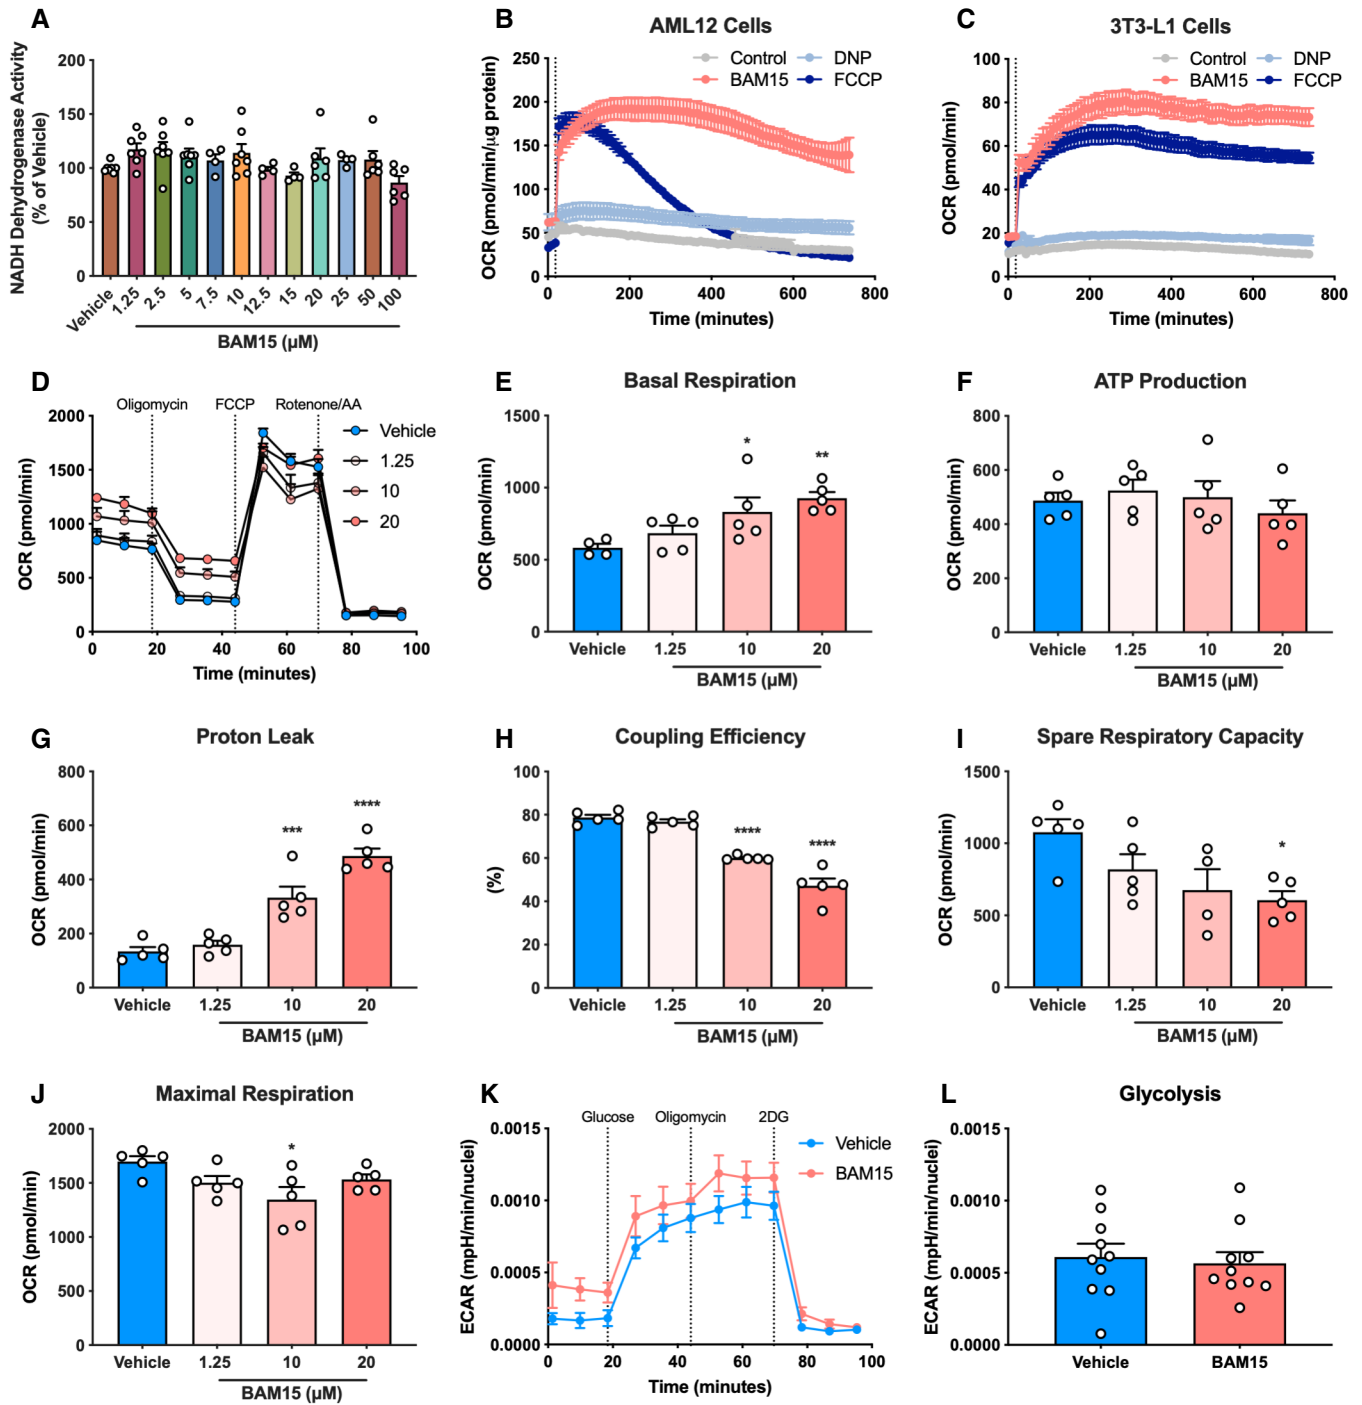 A
NADH Dehydrogenase Activity
(% of Vehicle)
200
150
100
50
0
Vehicle
1.25
2.5
5
7.5
10
12.5
15
20
25
50
100
BAM15 (µM)
B
AML12 Cells
Control
DNP
BAM15
FCCP
OCR (pmol/min/µg protein)
250
200
150
100
50
0
0 200 400 600 800
Time (minutes)
C
3T3-L1 Cells
Control
DNP
BAM15
FCCP
OCR (pmol/min)
100
80
60
40
20
0
0 200 400 600 800
Time (minutes)
D
Oligomycin FCCP Rotenone/AA
Vehicle
1.25
10
20
OCR (pmol/min)
2000
1500
1000
500
0
0 20 40 60 80 100
Time (minutes)
E
Basal Respiration
OCR (pmol/min)
1500
1000
500
0
*
**
Vehicle 1.25 10 20
BAM15 (µM)
F
ATP Production
OCR (pmol/min)
800
600
400
200
0
Vehicle 1.25 10 20
BAM15 (µM)
G
Proton Leak
OCR (pmol/min)
800
600
400
200
0
***
****
Vehicle 1.25 10 20
BAM15 (µM)
H
Coupling Efficiency
(%)
100
80
60
40
20
0
****
****
Vehicle 1.25 10 20
BAM15 (µM)
I
Spare Respiratory Capacity
OCR (pmol/min)
1500
1000
500
0
*
Vehicle 1.25 10 20
BAM15 (µM)
J
Maximal Respiration
OCR (pmol/min)
2000
1500
1000
500
0
*
Vehicle 1.25 10 20
BAM15 (µM)
K
Glucose Oligomycin 2DG
Vehicle
BAM15
ECAR (mpH/min/nuclei)
0.0015
0.0010
0.0005
0.0000
0 20 40 60 80 100
Time (minutes)
L
Glycolysis
ECAR (mpH/min/nuclei)
0.0015
0.0010
0.0005
0.0000
Vehicle BAM15